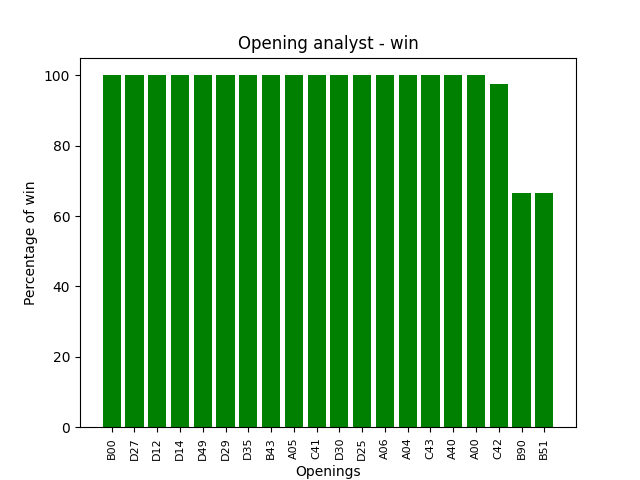 Opening analyst - win
100
80
60
40
20
0
Percentage of win
B00 D27 D12 D14 D49 D29 D35 B43 A05 C41 D30 D25 A06 A04 C43 A40 A00 C42 B90 B51
Openings